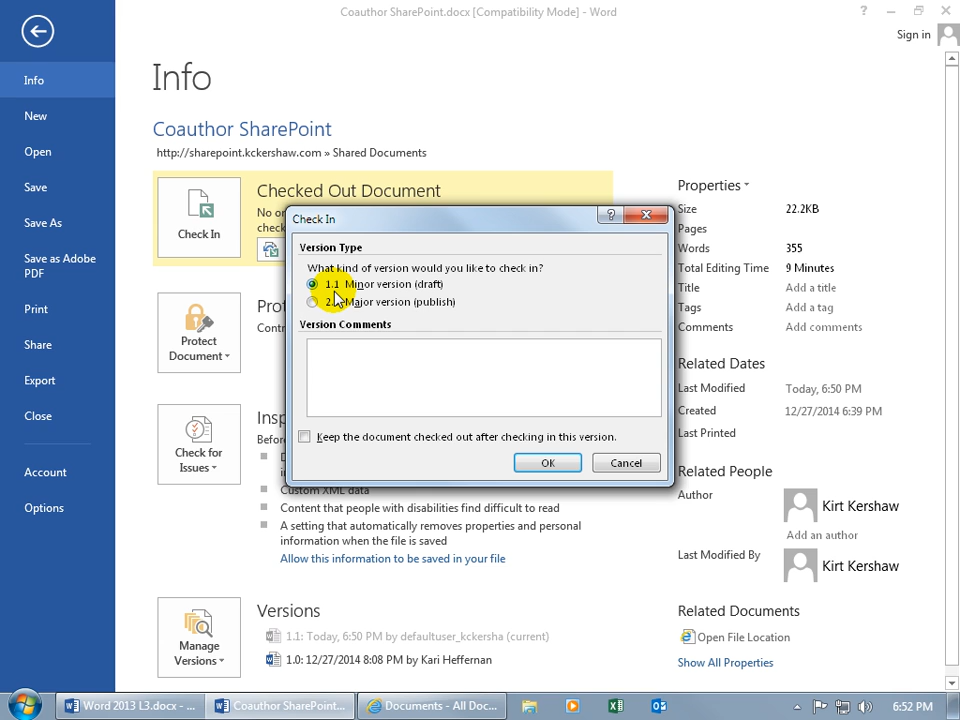 Coauthor SharePoint.docx [Compatibility Mode] - Word
?
Sign in
Info
New
Open
Save
Save As
Save as Adobe
PDF
Print
Share
Export
Close
Account
Options
Info
Coauthor SharePoint
http://sharepoint.kckershaw.com » Shared Documents
Check In
Checked Out Document
No
check
Protect
Document
Check for
Issues
Before
Custom XML data
Content that people with disabilities find difficult to read
A setting that automatically removes properties and personal
information when the file is saved
Allow this information to be saved in your file
Manage
Versions
Versions
1.1: Today, 6:50 PM by defaultuser_kckersha (current)
1.0: 12/27/2014 8:08 PM by Kari Heffernan
Check In
?
Version Type
What kind of version would you like to check in?
1.1 Minor version (draft)
Major version (publish)
Version Comments
Keep the document checked out after checking in this version.
OK
Cancel
Properties
Size 22.2KB
Pages
Words 355
Total Editing Time 9 Minutes
Title Add a title
Tags Add a tag
Comments Add comments
Related Dates
Last Modified Today, 6:50 PM
Created 12/27/2014 6:39 PM
Last Printed
Related People
Author Kirt Kershaw
Add an author
Last Modified By Kirt Kershaw
Related Documents
Open File Location
Show All Properties
Word 2013 L3.docx - ...
Coauthor SharePoint...
Documents - All Doc...
6:52 PM